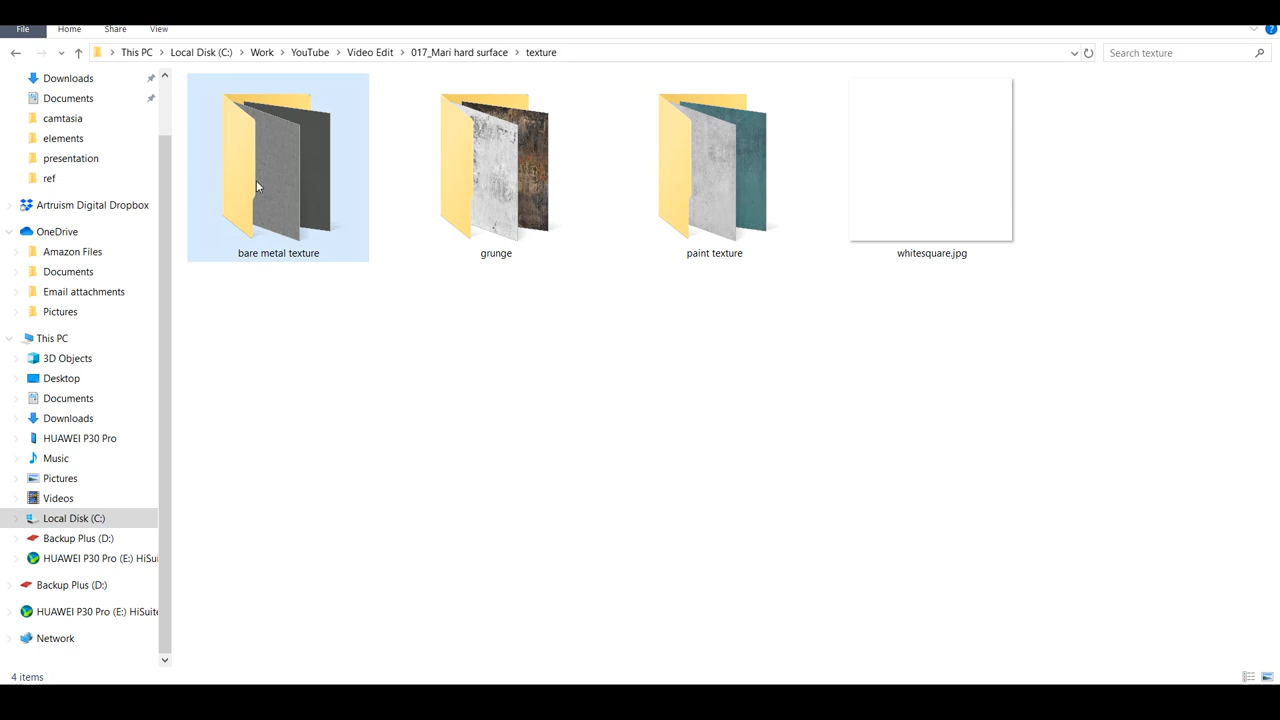 File Home Share View
This PC Local Disk (C:) Work YouTube Video Edit 017_Mari hard surface texture
Search texture
Downloads
Documents
camtasia
elements
presentation
ref
Artruism Digital Dropbox
OneDrive
Amazon Files
Documents
Email attachments
Pictures
This PC
3D Objects
Desktop
Documents
Downloads
HUAWEI P30 Pro
Music
Pictures
Videos
Local Disk (C:)
Backup Plus (D:)
HUAWEI P30 Pro (E:) HiSui
Backup Plus (D:)
HUAWEI P30 Pro (E:) HiSuite
Network
bare metal texture
grunge
paint texture
whitesquare.jpg
4 items